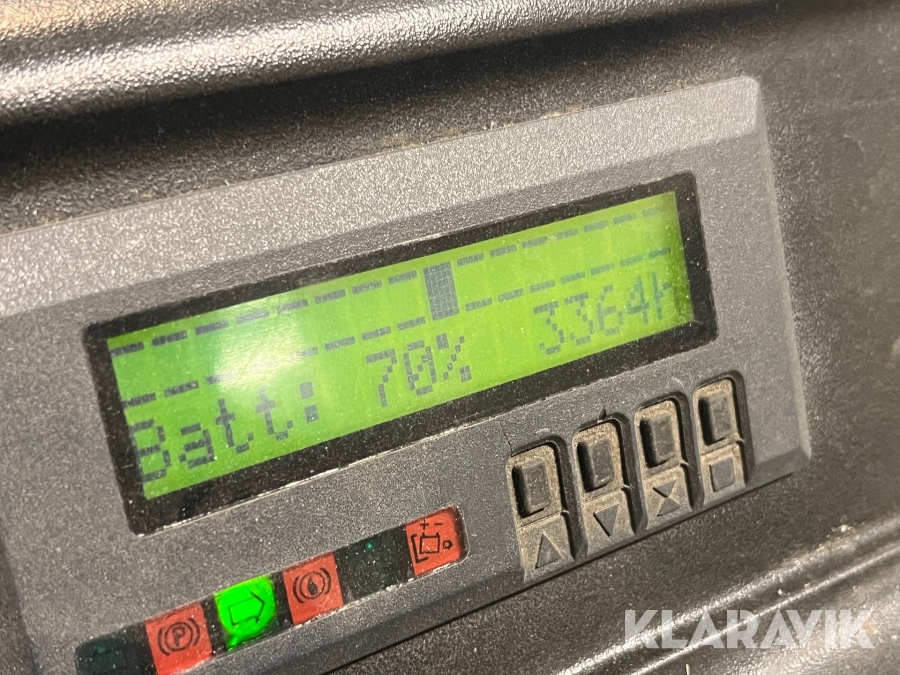 Batt: 70% 3364h
P
+ -
KLARAVIK